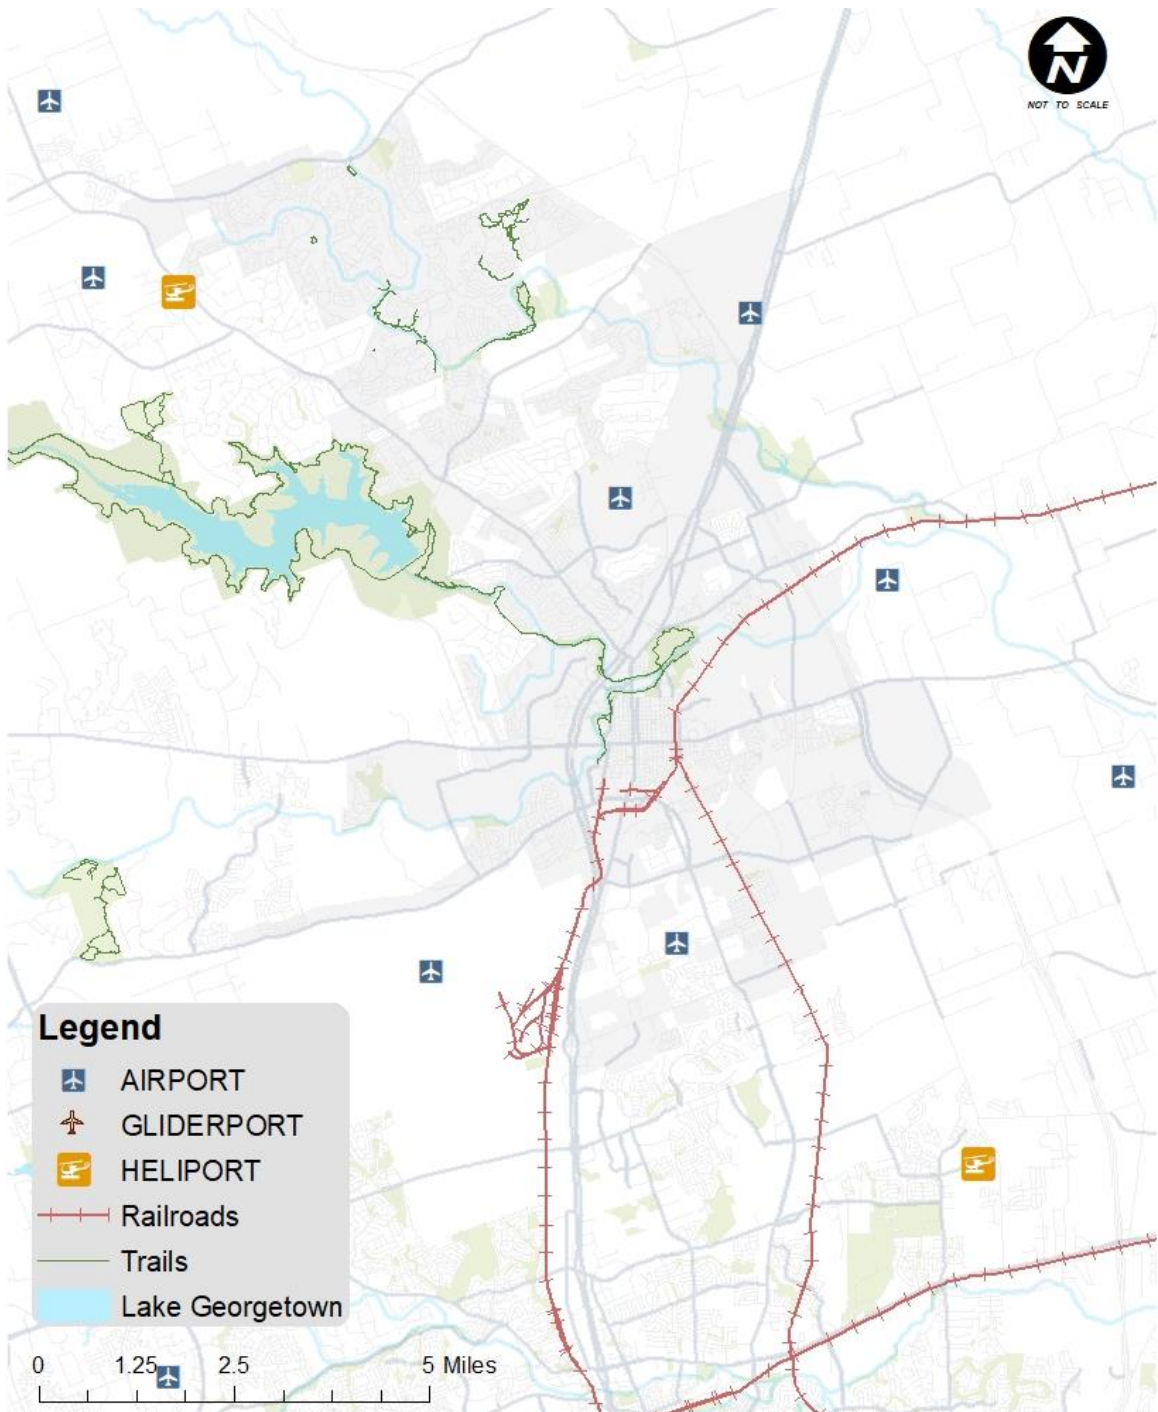 N
NOT TO SCALE
Legend
AIRPORT
GLIDERPORT
HELIPORT
Railroads
Trails
Lake Georgetown
0 1.25 2.5 5 Miles